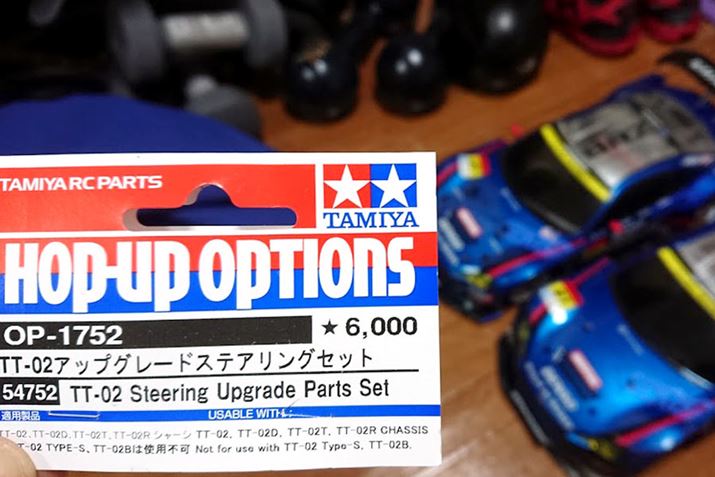 TAMIYA RC PARTS
TAMIYA
HOP-UP OPTIONS
OP-1752 ★ 6,000
TT-02アップグレードステアリングセット
54752 TT-02 Steering Upgrade Parts Set
適用製品 USABLE WITH
TT-02, TT-02D, TT-02T, TT-02R シャーシ TT-02, TT-02D, TT-02T, TT-02R CHASSIS
TT-02 TYPE-S、TT-02Bは使用不可 Not for use with TT-02 Type-S, TT-02B.